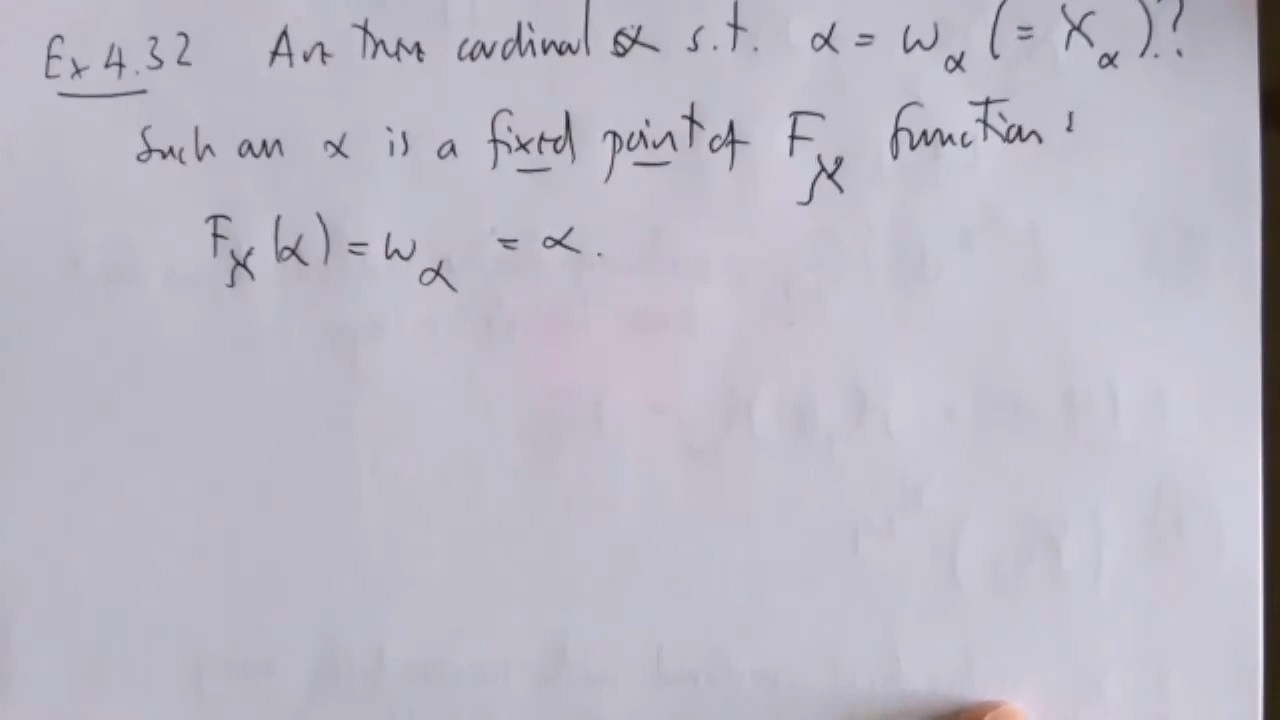 Ex 4.32 Are there cardinal α s.t. α = ω_α (= ℵ_α)?
Such an α is a fixed point of F_ℵ function:
F_ℵ(α) = ω_α = α.